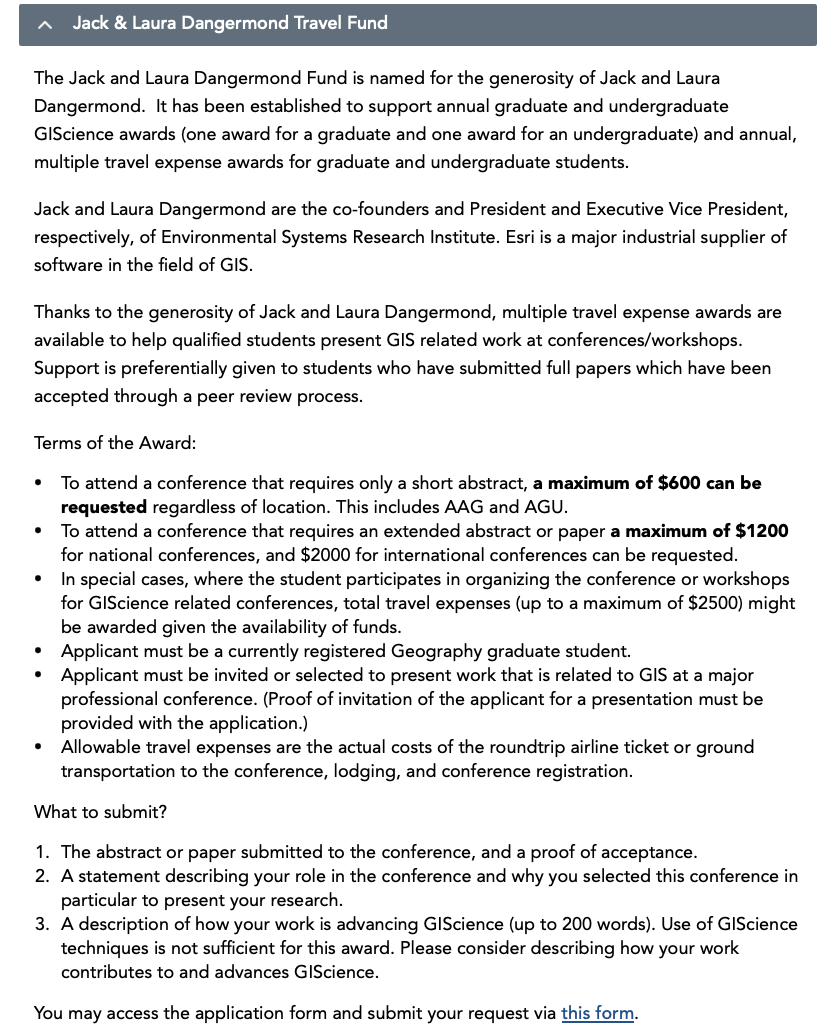 Jack & Laura Dangermond Travel Fund
The Jack and Laura Dangermond Fund is named for the generosity of Jack and Laura
Dangermond.  It has been established to support annual graduate and undergraduate
GIScience awards (one award for a graduate and one award for an undergraduate) and annual,
multiple travel expense awards for graduate and undergraduate students.
Jack and Laura Dangermond are the co-founders and President and Executive Vice President,
respectively, of Environmental Systems Research Institute. Esri is a major industrial supplier of
software in the field of GIS.
Thanks to the generosity of Jack and Laura Dangermond, multiple travel expense awards are
available to help qualified students present GIS related work at conferences/workshops.
Support is preferentially given to students who have submitted full papers which have been
accepted through a peer review process.
Terms of the Award:
• To attend a conference that requires only a short abstract, a maximum of $600 can be
requested regardless of location. This includes AAG and AGU.
• To attend a conference that requires an extended abstract or paper a maximum of $1200
for national conferences, and $2000 for international conferences can be requested.
• In special cases, where the student participates in organizing the conference or workshops
for GIScience related conferences, total travel expenses (up to a maximum of $2500) might
be awarded given the availability of funds.
• Applicant must be a currently registered Geography graduate student.
• Applicant must be invited or selected to present work that is related to GIS at a major
professional conference. (Proof of invitation of the applicant for a presentation must be
provided with the application.)
• Allowable travel expenses are the actual costs of the roundtrip airline ticket or ground
transportation to the conference, lodging, and conference registration.
What to submit?
1. The abstract or paper submitted to the conference, and a proof of acceptance.
2. A statement describing your role in the conference and why you selected this conference in
particular to present your research.
3. A description of how your work is advancing GIScience (up to 200 words). Use of GIScience
techniques is not sufficient for this award. Please consider describing how your work
contributes to and advances GIScience.
You may access the application form and submit your request via this form.